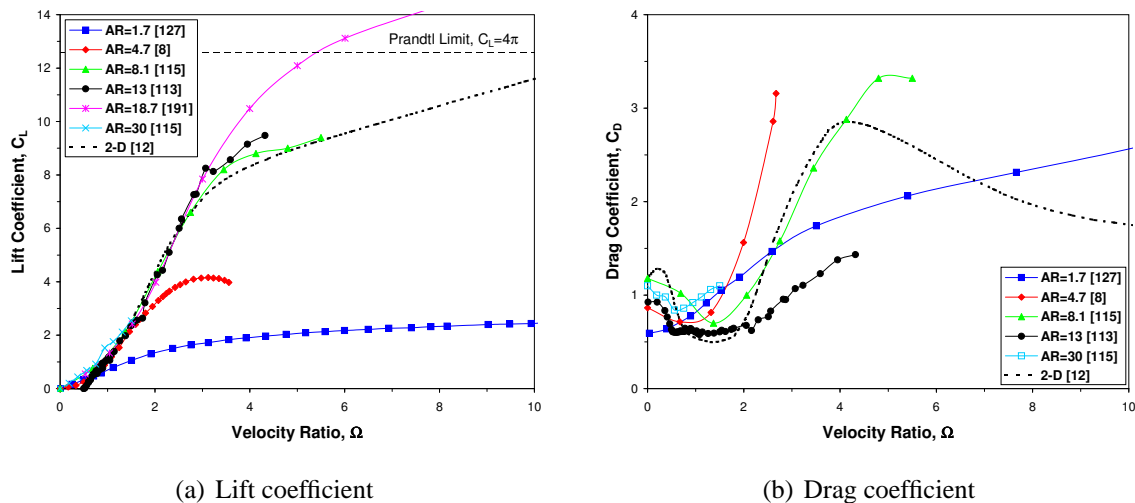 14
12
10
8
6
4
2
0
0 2 4 6 8 10
Lift Coefficient, C_L
Velocity Ratio, Ω
AR=1.7 [127]
AR=4.7 [8]
AR=8.1 [115]
AR=13 [113]
AR=18.7 [191]
AR=30 [115]
2-D [12]
Prandtl Limit, C_L=4π
(a) Lift coefficient
4
3
2
1
0
0 2 4 6 8 10
Drag Coefficient, C_D
Velocity Ratio, Ω
AR=1.7 [127]
AR=4.7 [8]
AR=8.1 [115]
AR=13 [113]
AR=30 [115]
2-D [12]
(b) Drag coefficient